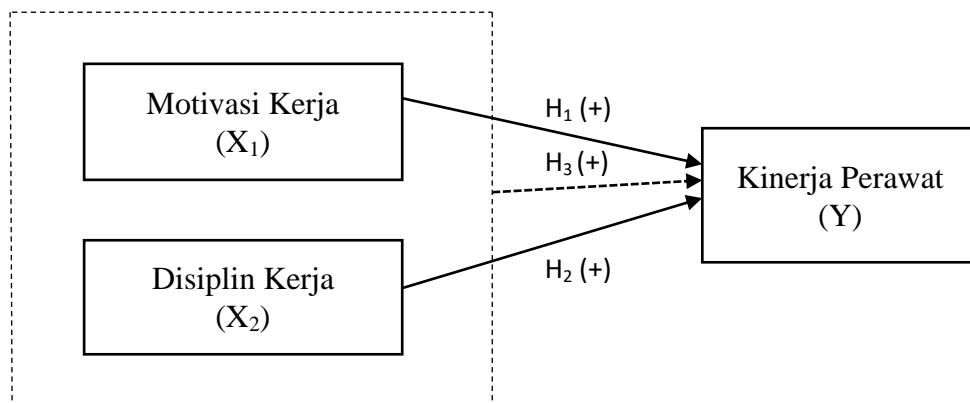 Motivasi Kerja
(X₁)
H₁ (+)
H₃ (+)
Kinerja Perawat
(Y)
Disiplin Kerja
(X₂)
H₂ (+)